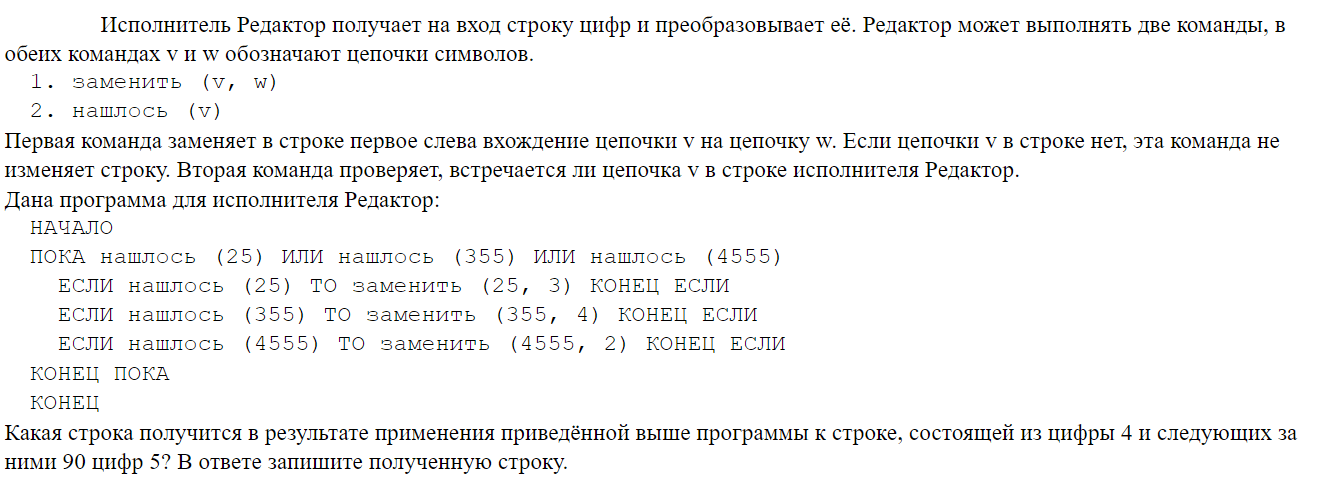 Исполнитель Редактор получает на вход строку цифр и преобразовывает её. Редактор может выполнять две команды, в
обеих командах v и w обозначают цепочки символов.
1. заменить (v, w)
2. нашлось (v)
Первая команда заменяет в строке первое слева вхождение цепочки v на цепочку w. Если цепочки v в строке нет, эта команда не
изменяет строку. Вторая команда проверяет, встречается ли цепочка v в строке исполнителя Редактор.
Дана программа для исполнителя Редактор:
НАЧАЛО
ПОКА нашлось (25) ИЛИ нашлось (355) ИЛИ нашлось (4555)
ЕСЛИ нашлось (25) ТО заменить (25, 3) КОНЕЦ ЕСЛИ
ЕСЛИ нашлось (355) ТО заменить (355, 4) КОНЕЦ ЕСЛИ
ЕСЛИ нашлось (4555) ТО заменить (4555, 2) КОНЕЦ ЕСЛИ
КОНЕЦ ПОКА
КОНЕЦ
Какая строка получится в результате применения приведённой выше программы к строке, состоящей из цифры 4 и следующих за
ними 90 цифр 5? В ответе запишите полученную строку.